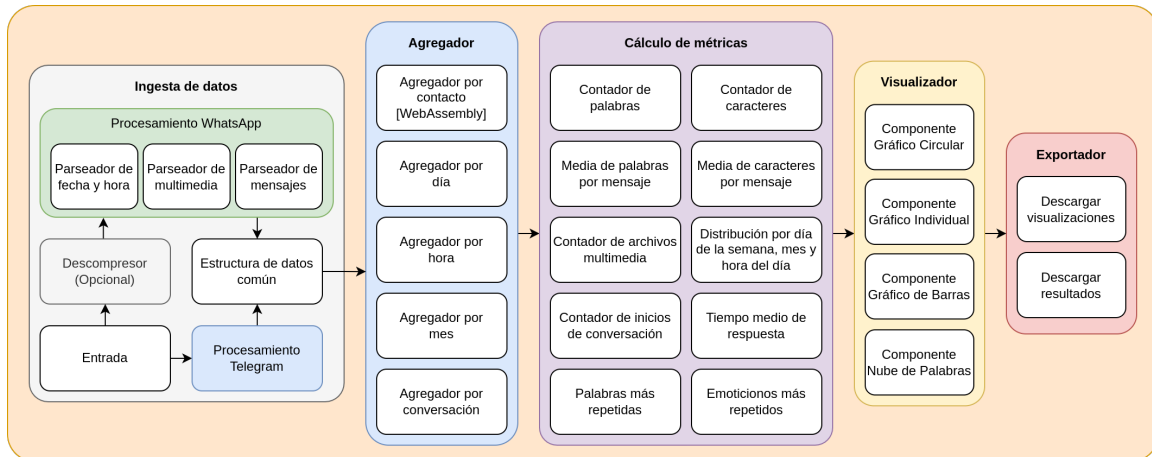 Ingesta de datos
Procesamiento WhatsApp
Parseador de
fecha y hora
Parseador de
multimedia
Parseador de
mensajes
Descompresor
(Opcional)
Estructura de datos
común
Entrada
Procesamiento
Telegram
Agregador
Agregador por
contacto
[WebAssembly]
Agregador por
día
Agregador por
hora
Agregador por
mes
Agregador por
conversación
Cálculo de métricas
Contador de
palabras
Contador de
caracteres
Media de palabras
por mensaje
Media de caracteres
por mensaje
Contador de archivos
multimedia
Distribución por día
de la semana, mes y
hora del día
Contador de inicios
de conversación
Tiempo medio de
respuesta
Palabras más
repetidas
Emoticionos más
repetidos
Visualizador
Componente
Gráfico Circular
Componente
Gráfico Individual
Componente
Gráfico de Barras
Componente
Nube de Palabras
Exportador
Descargar
visualizaciones
Descargar
resultados